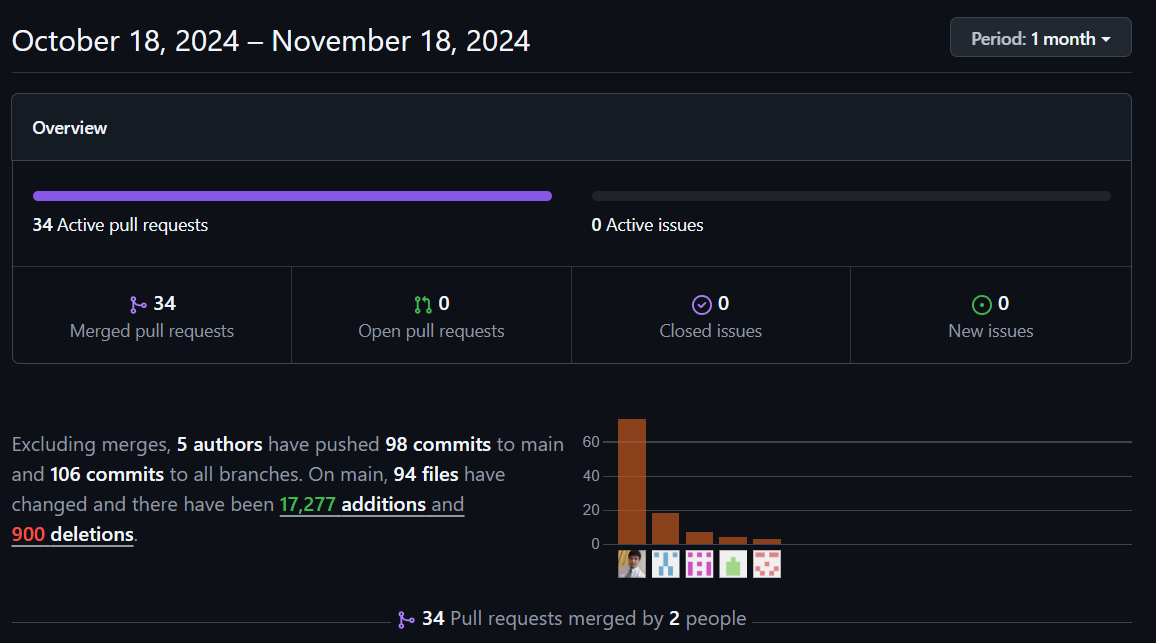 October 18, 2024 – November 18, 2024
Period: 1 month
Overview
34 Active pull requests
0 Active issues
34
Merged pull requests
0
Open pull requests
0
Closed issues
0
New issues
Excluding merges, 5 authors have pushed 98 commits to main
and 106 commits to all branches. On main, 94 files have
changed and there have been 17,277 additions and
900 deletions.
60
40
20
0
34 Pull requests merged by 2 people